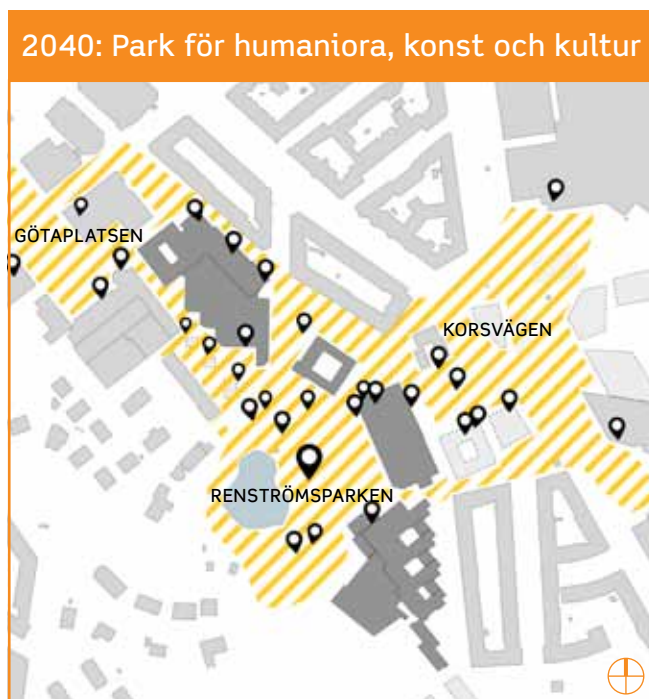 2040: Park för humaniora, konst och kultur
GÖTAPLATSEN
KORSVÄGEN
RENSTRÖMSPARKEN